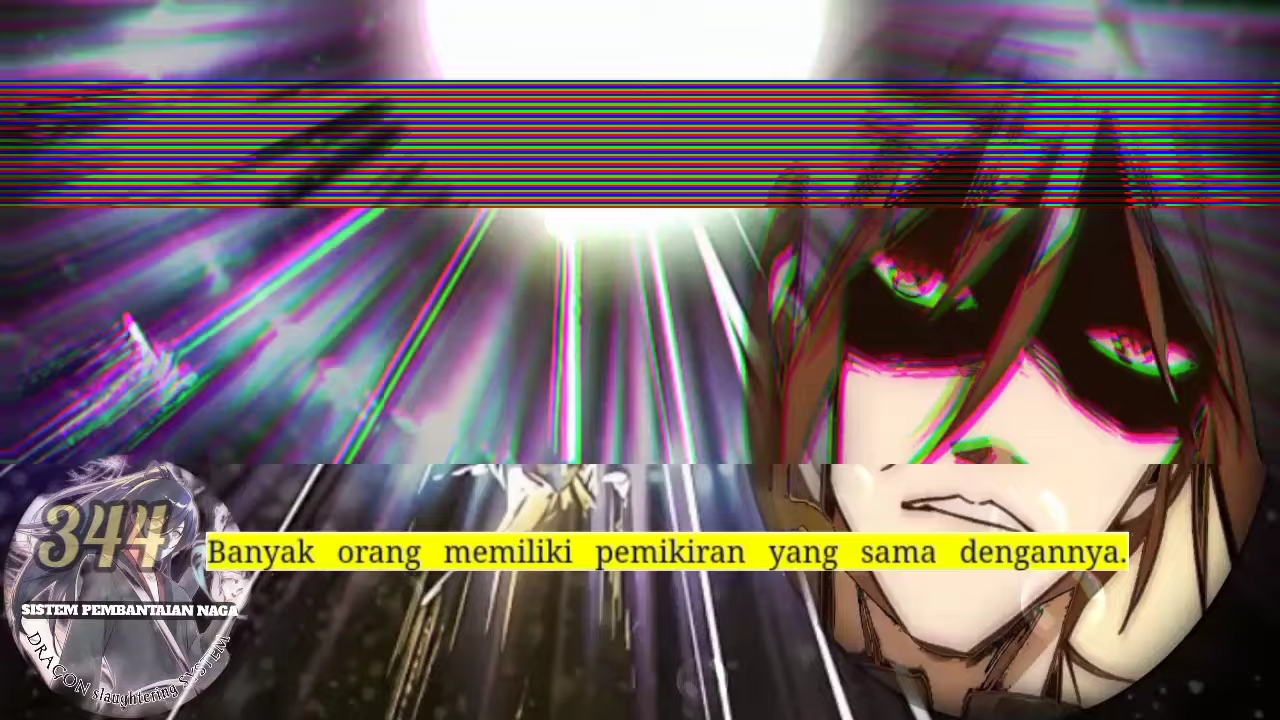 344
Banyak orang memiliki pemikiran yang sama dengannya.
SISTEM PEMBANTAIAN NAGA
DRAGON slaughtering SYSTEM